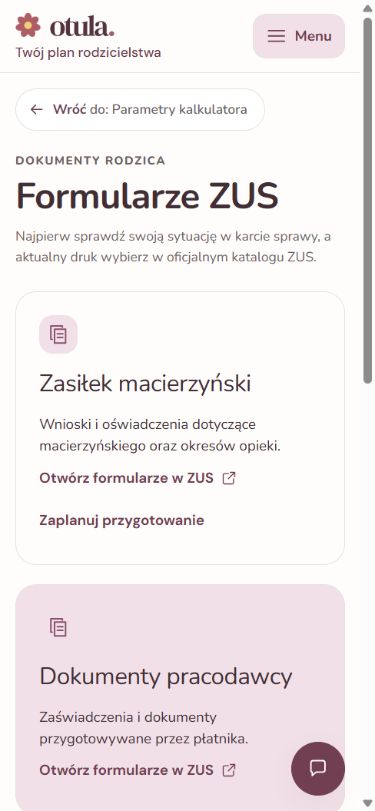 otula.
Twój plan rodzicielstwa
Menu
Wróć do: Parametry kalkulatora
DOKUMENTY RODZICA
Formularze ZUS
Najpierw sprawdź swoją sytuację w karcie sprawy, a
aktualny druk wybierz w oficjalnym katalogu ZUS.
Zasiłek macierzyński
Wnioski i oświadczenia dotyczące
macierzyńskiego oraz okresów opieki.
Otwórz formularze w ZUS
Zaplanuj przygotowanie
Dokumenty pracodawcy
Zaświadczenia i dokumenty
przygotowywane przez płatnika.
Otwórz formularze w ZUS